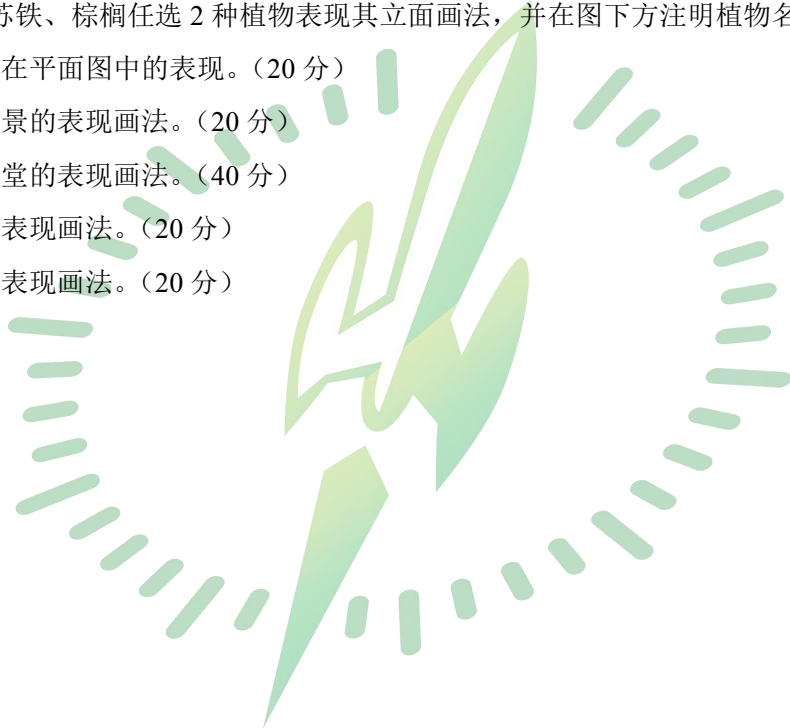 苏铁、棕榈任选 2 种植物表现其立面画法，并在图下方注明植物名
在平面图中的表现。（20 分）
景的表现画法。（20 分）
堂的表现画法。（40 分）
表现画法。（20 分）
表现画法。（20 分）